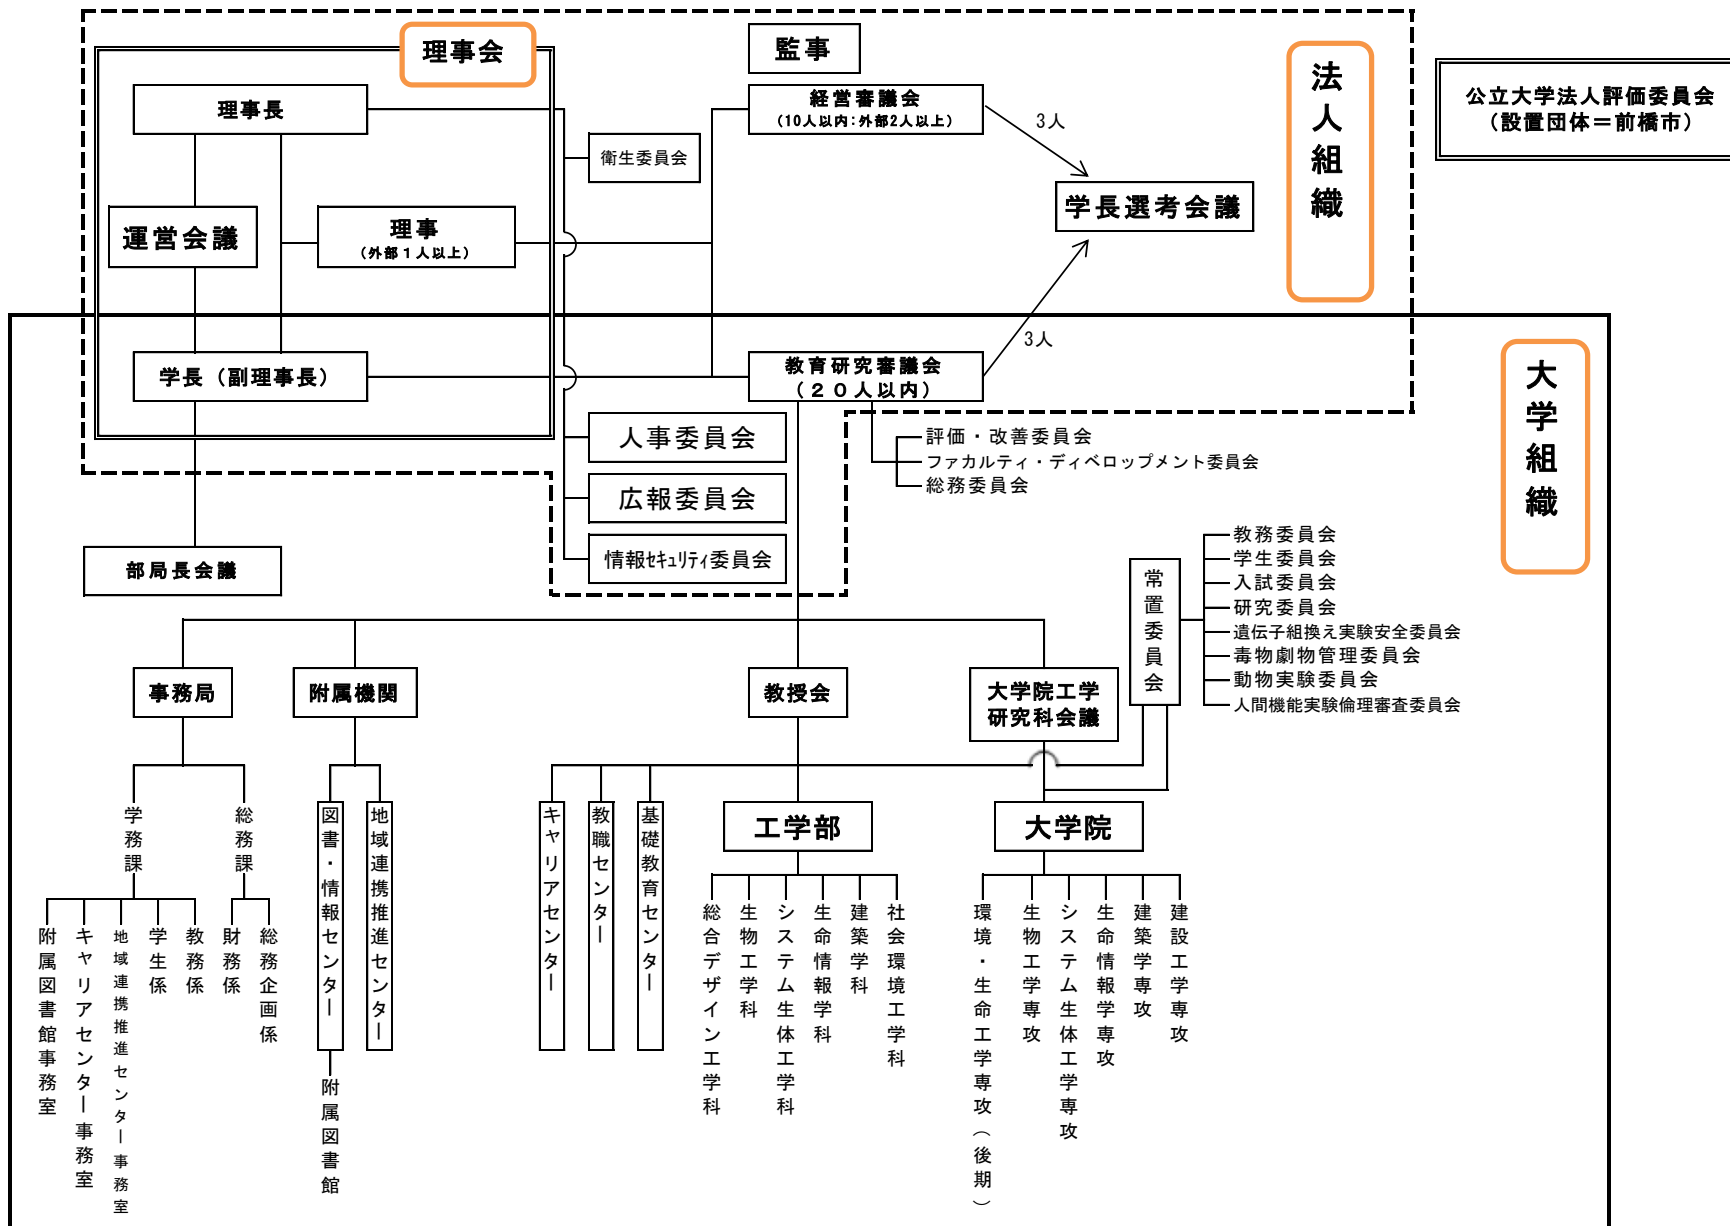 理事会
監事
法人組織
公立大学法人評価委員会
（設置団体＝前橋市）
理事長
経営審議会
（10人以内：外部2人以上）
3人
衛生委員会
学長選考会議
運営会議
理事
（外部１人以上）
3人
学長（副理事長）
教育研究審議会
（２０人以内）
大学組織
人事委員会
広報委員会
情報ｾｷｭﾘﾃｨ委員会
評価・改善委員会
ファカルティ・ディベロップメント委員会
総務委員会
部局長会議
常置委員会
教務委員会
学生委員会
入試委員会
研究委員会
遺伝子組換え実験安全委員会
毒物劇物管理委員会
動物実験委員会
人間機能実験倫理審査委員会
事務局
附属機関
教授会
大学院工学
研究科会議
学務課
総務課
図書・情報センター
地域連携推進センター
キャリアセンター
教職センター
基礎教育センター
工学部
大学院
附属図書館事務室
キャリアセンター事務室
地域連携推進センター事務室
学生係
教務係
財務係
総務企画係
附属図書館
総合デザイン工学科
生物工学科
システム生体工学科
生命情報学科
建築学科
社会環境工学科
環境・生命工学専攻（後期）
生物工学専攻
システム生体工学専攻
生命情報学専攻
建築学専攻
建設工学専攻